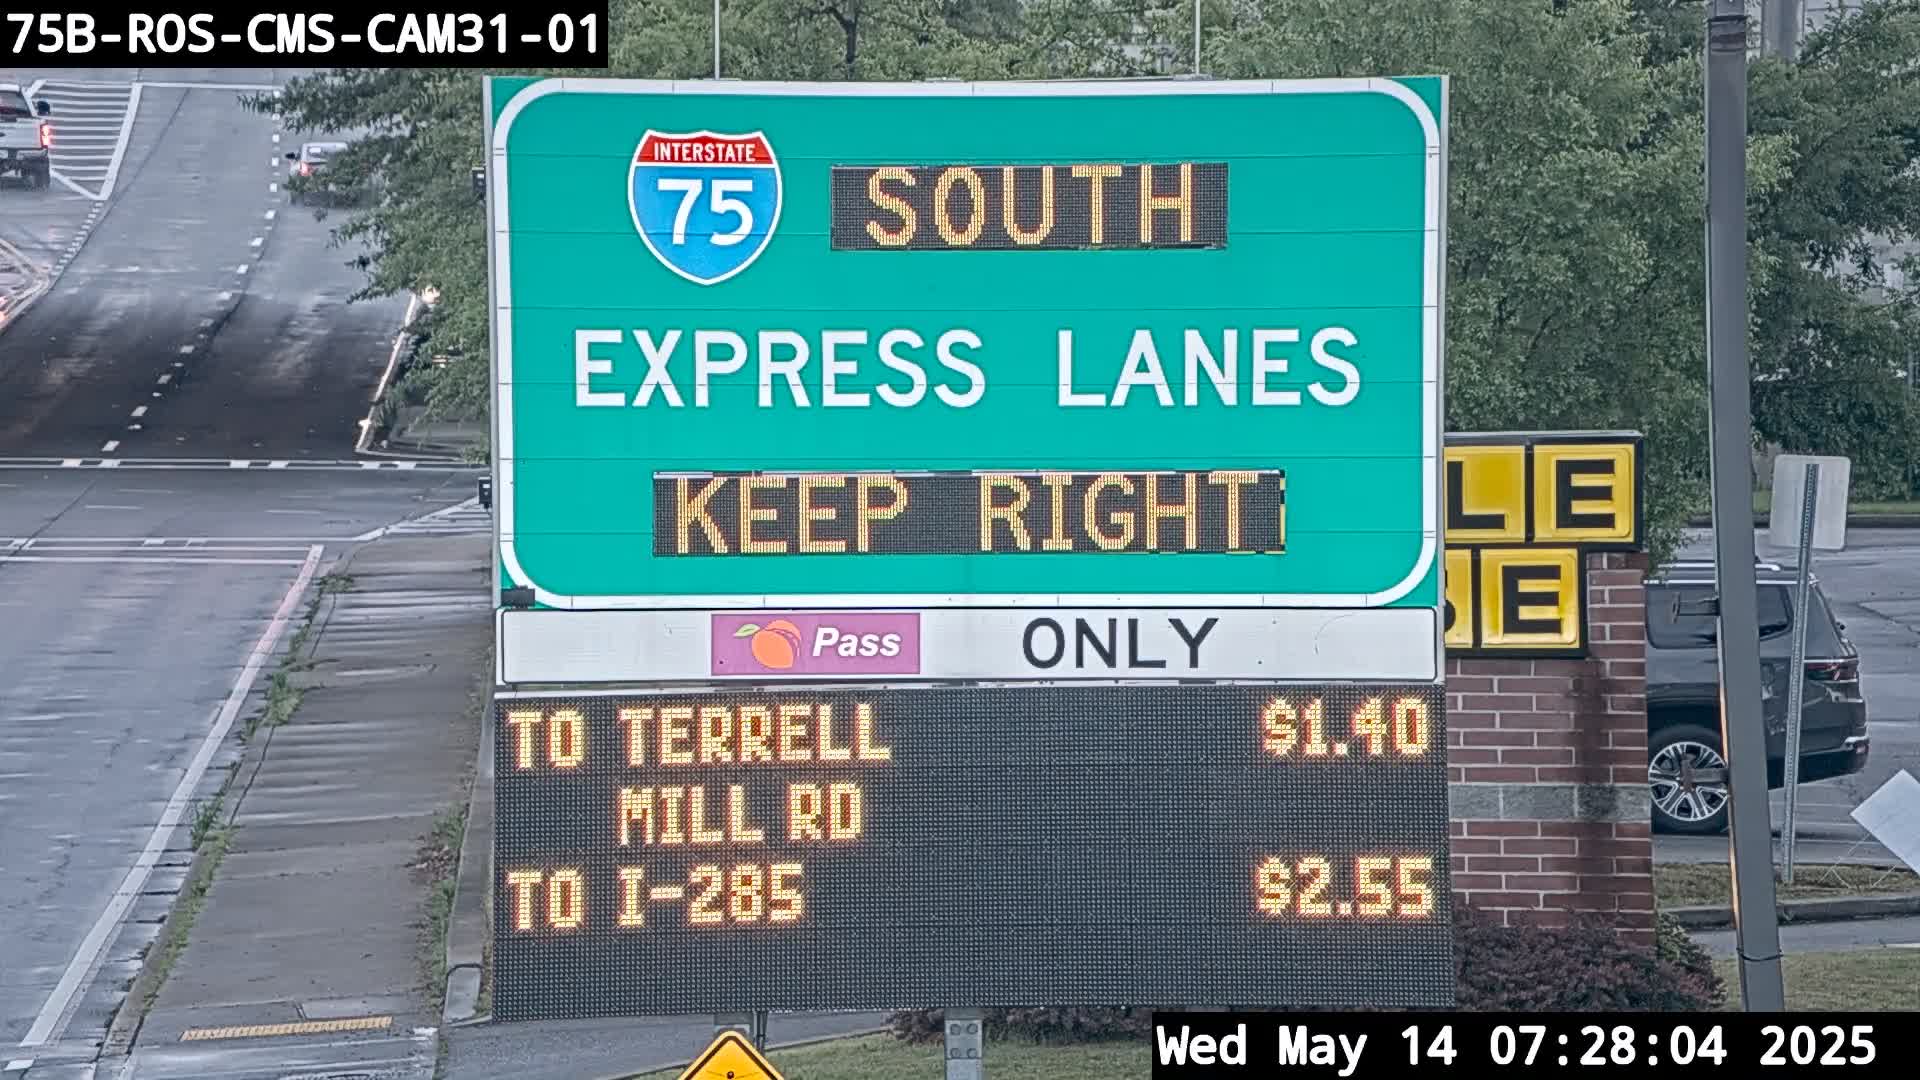 75B-ROS-CMS-CAM31-01
INTERSTATE
75
SOUTH
EXPRESS LANES
KEEP RIGHT
Pass ONLY
TO TERRELL $1.40
MILL RD
TO I-285 $2.55
LE
E
Wed May 14 07:28:04 2025